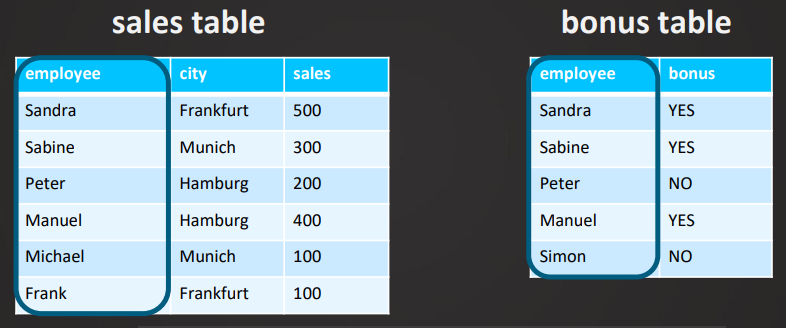 sales table
employee city sales
Sandra Frankfurt 500
Sabine Munich 300
Peter Hamburg 200
Manuel Hamburg 400
Michael Munich 100
Frank Frankfurt 100
bonus table
employee bonus
Sandra YES
Sabine YES
Peter NO
Manuel YES
Simon NO